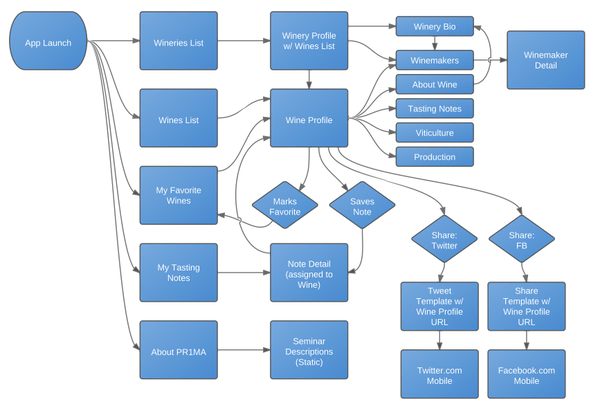 App Launch
Wineries List
Winery Profile
w/ Wines List
Winery Bio
Winemakers
Winemaker
Detail
About Wine
Wines List
Wine Profile
Tasting Notes
Viticulture
Production
My Favorite
Wines
Marks
Favorite
Saves
Note
Share:
Twitter
Share:
FB
My Tasting
Notes
Note Detail
(assigned to
Wine)
Tweet
Template w/
Wine Profile
URL
Share
Template w/
Wine Profile
URL
About PR1MA
Seminar
Descriptions
(Static)
Twitter.com
Mobile
Facebook.com
Mobile